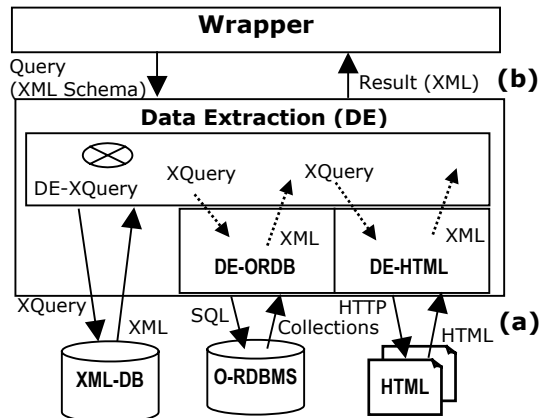 Wrapper
Query
(XML Schema)
Result (XML)
(b)
Data Extraction (DE)
DE-XQuery
XQuery
XQuery
XML
XML
DE-ORDB
DE-HTML
XQuery
XML
SQL
Collections
HTTP
HTML
(a)
XML-DB
O-RDBMS
HTML